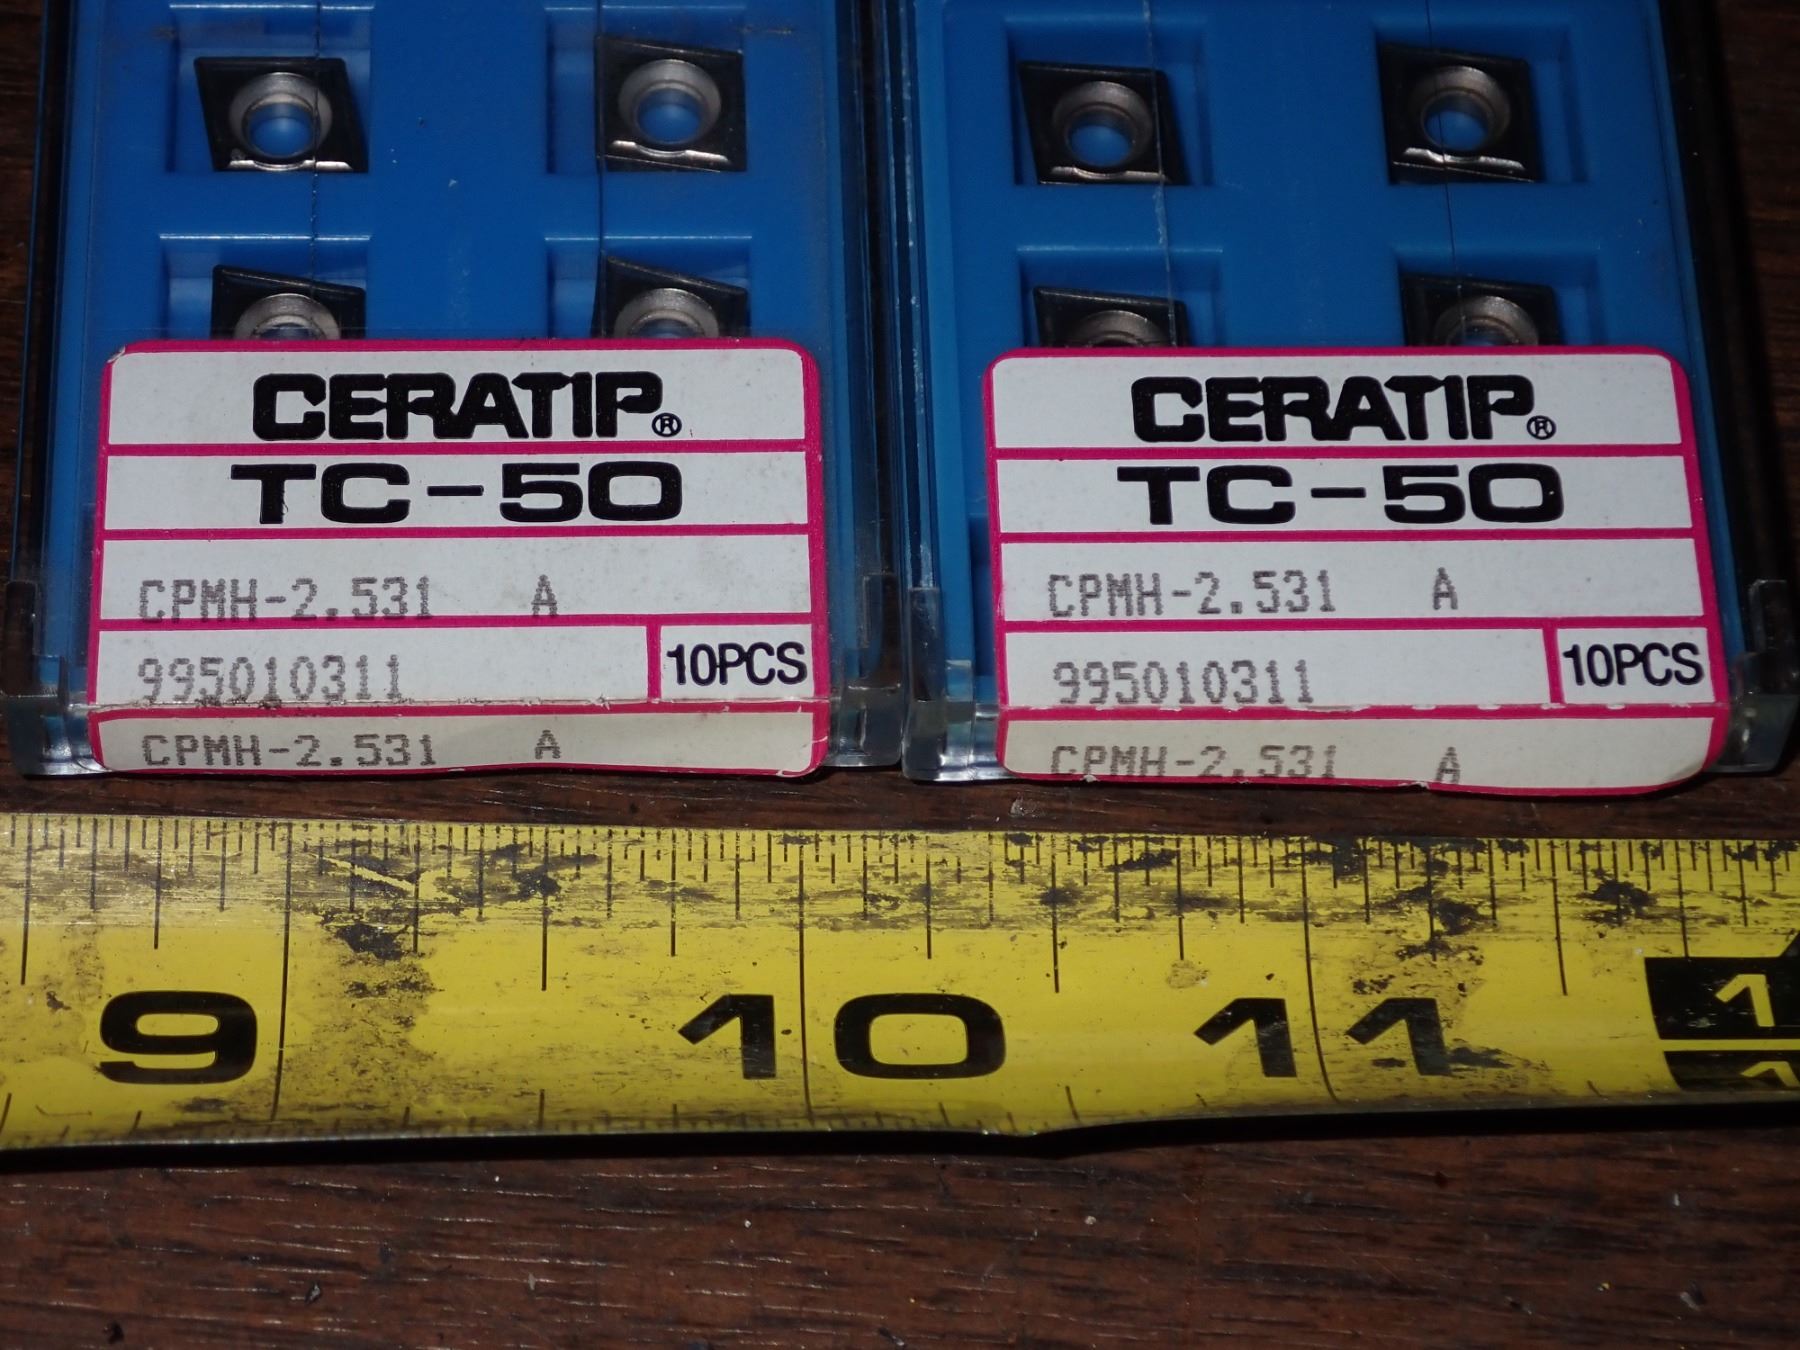 CERATIP®
TC-50
CPMH-2.531 A
995010311
10PCS
CPMH-2.531 A
CERATIP®
TC-50
CPMH-2.531 A
995010311
10PCS
CPMH-2.531 A
9 10 11